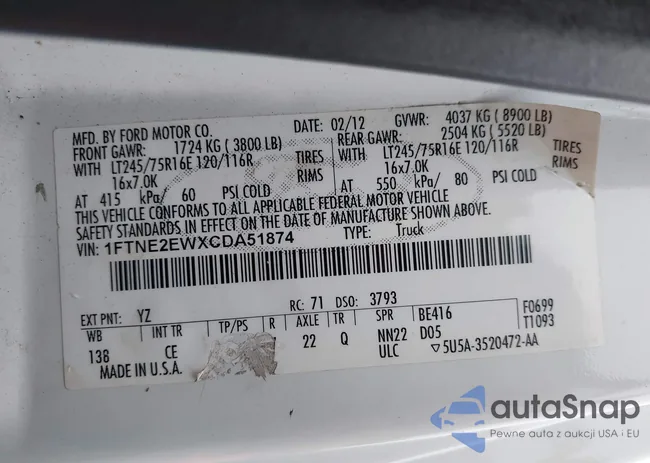 MFD. BY FORD MOTOR CO. DATE: 02/12 GVWR: 4037 KG ( 8900 LB)
FRONT GAWR: 1724 KG ( 3800 LB) REAR GAWR: 2504 KG ( 5520 LB)
WITH LT245/75R16E 120/116R TIRES WITH LT245/75R16E 120/116R TIRES
16x7.0K RIMS 16x7.0K RIMS
AT 415 kPa/ 60 PSI COLD AT 550 kPa/ 80 PSI COLD
THIS VEHICLE CONFORMS TO ALL APPLICABLE FEDERAL MOTOR VEHICLE
SAFETY STANDARDS IN EFFECT ON THE DATE OF MANUFACTURE SHOWN ABOVE.
VIN: 1FTNE2EWXCDA51874 TYPE: Truck
EXT PNT: YZ RC: 71 DSO: 3793 F0699
WB INT TR TP/PS R AXLE TR SPR BE416 T1093
138 CE 22 Q NN22 D05
MADE IN U.S.A. ULC ▽5U5A-3520472-AA
autaSnap
Pewne auta z aukcji USA i EU